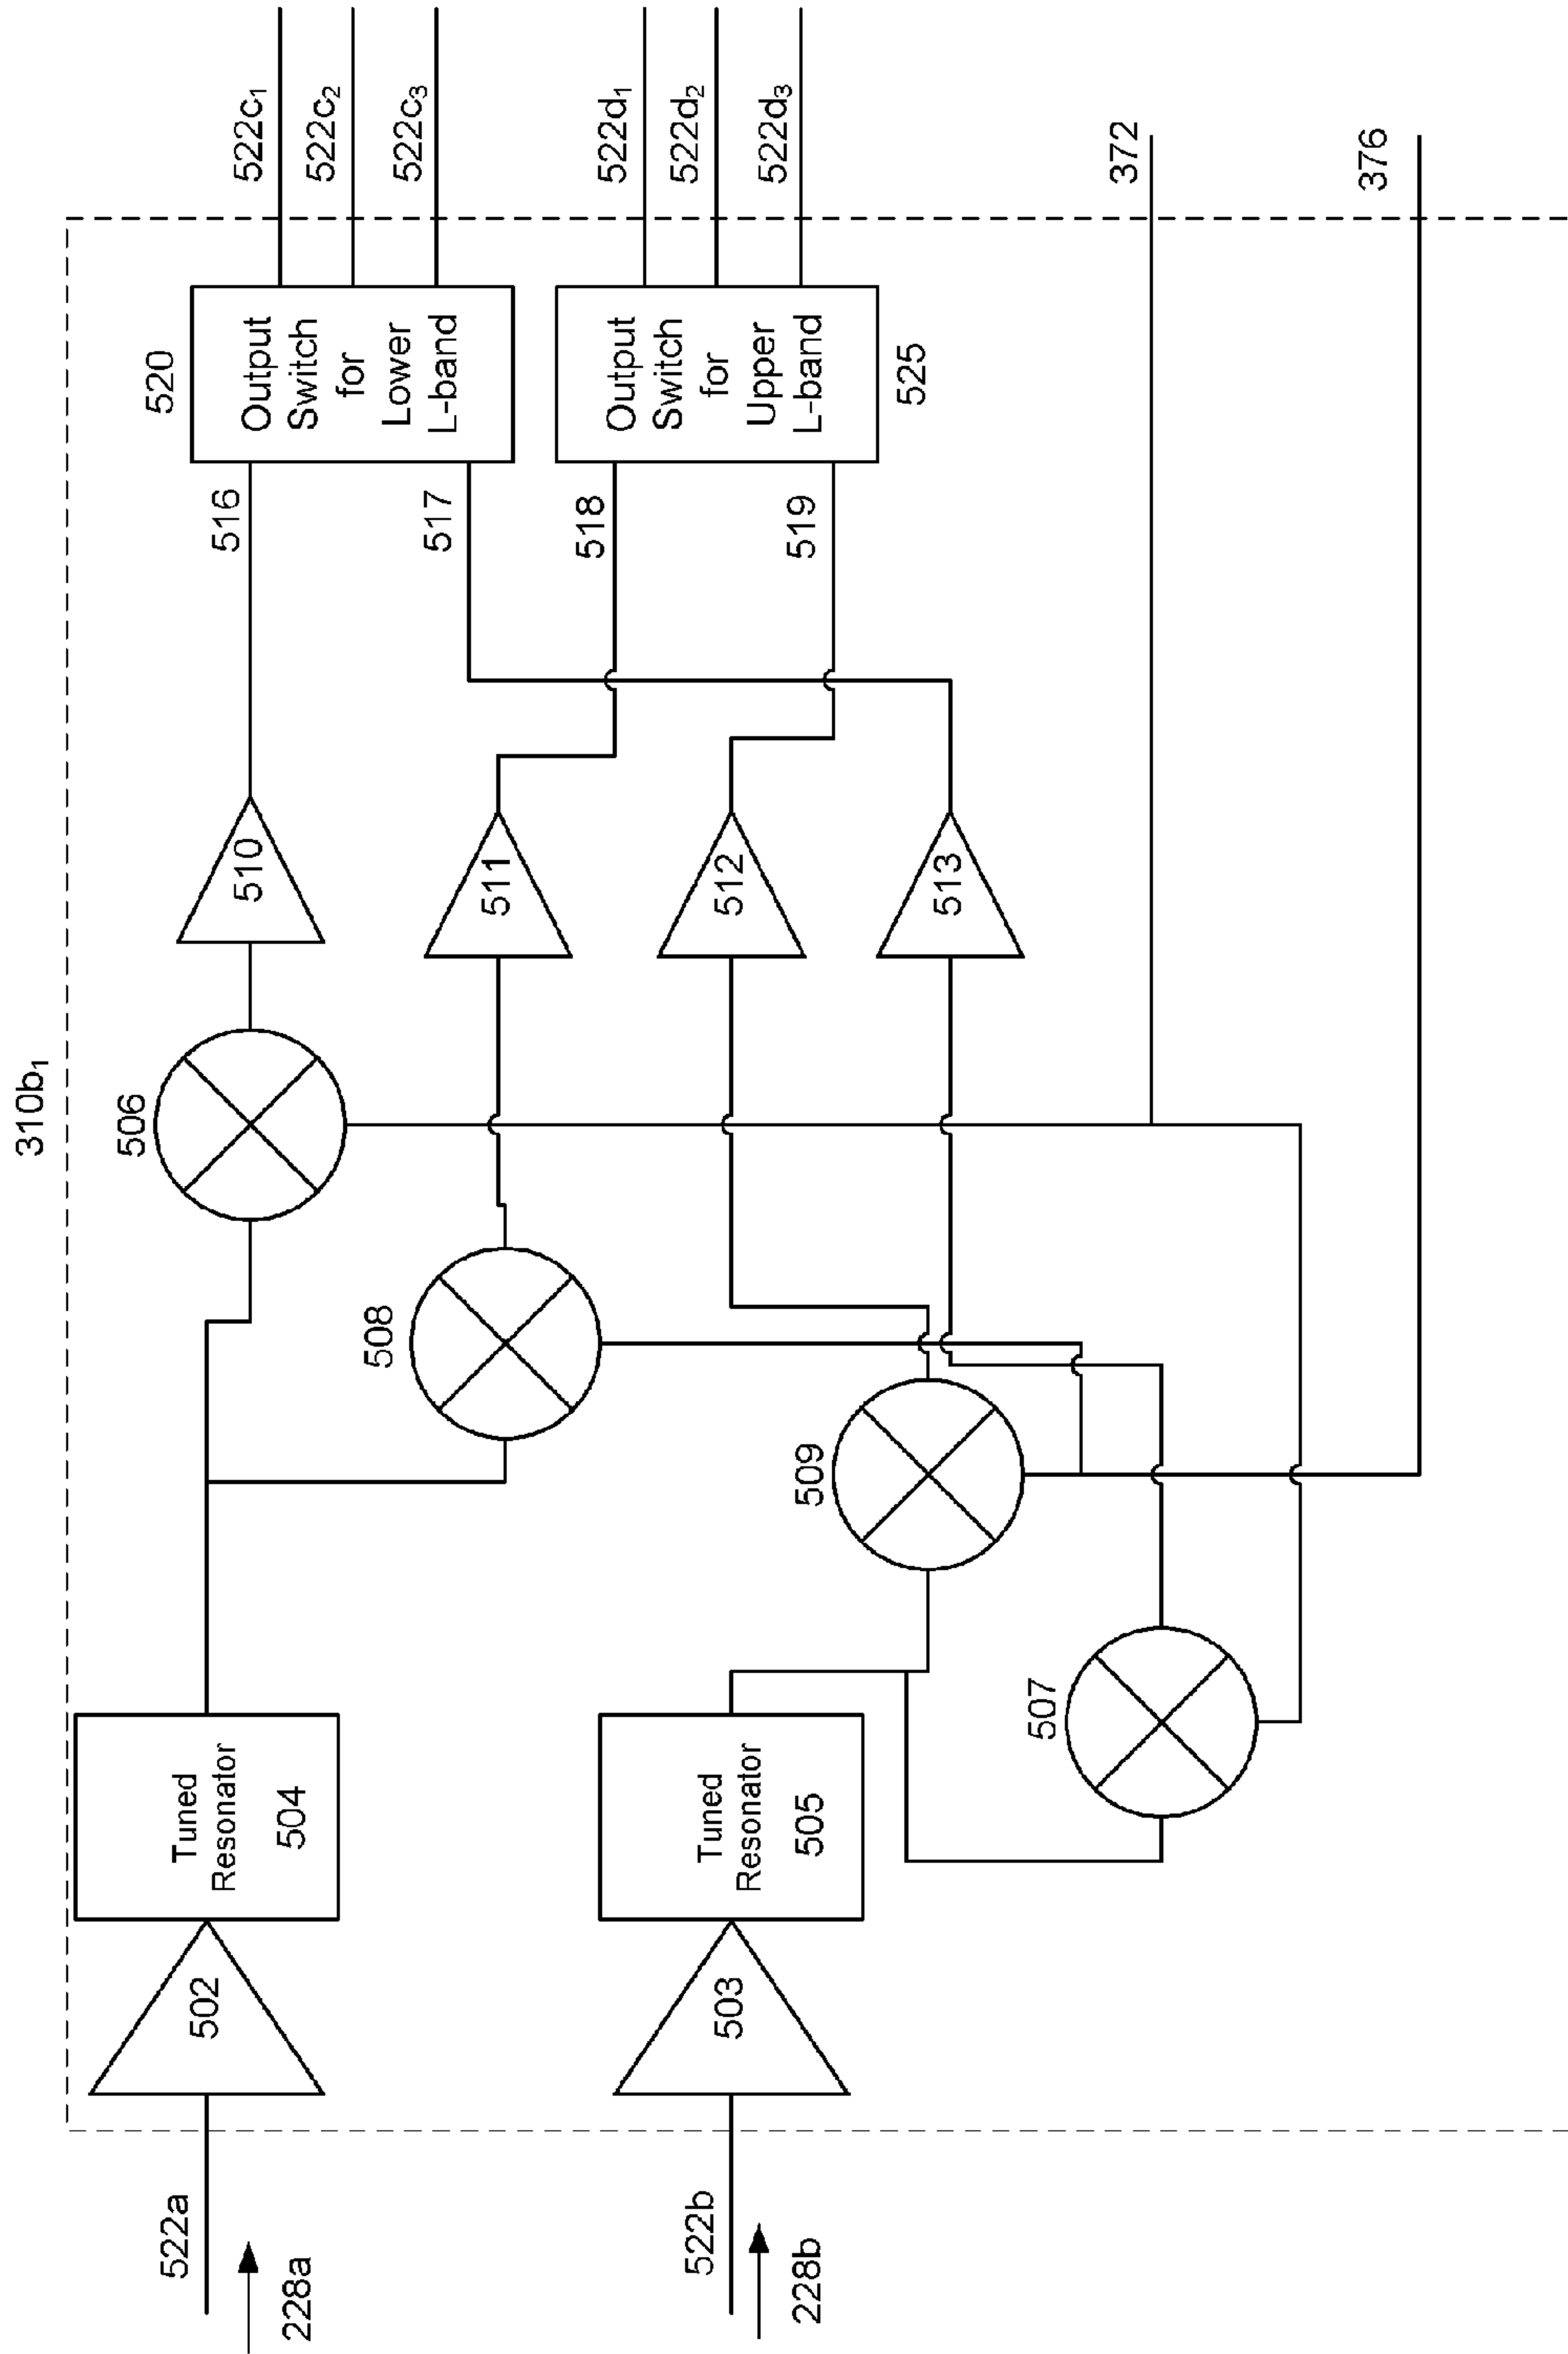 310b₁
522a
228a
502
Tuned
Resonator
504
506
510
516
520
Output
Switch
for
Lower
L-band
522c₁
522c₂
522c₃
508
511
517
518
522b
228b
503
Tuned
Resonator
505
509
512
519
Output
Switch
for
Upper
L-band
525
522d₁
522d₂
522d₃
513
507
372
376